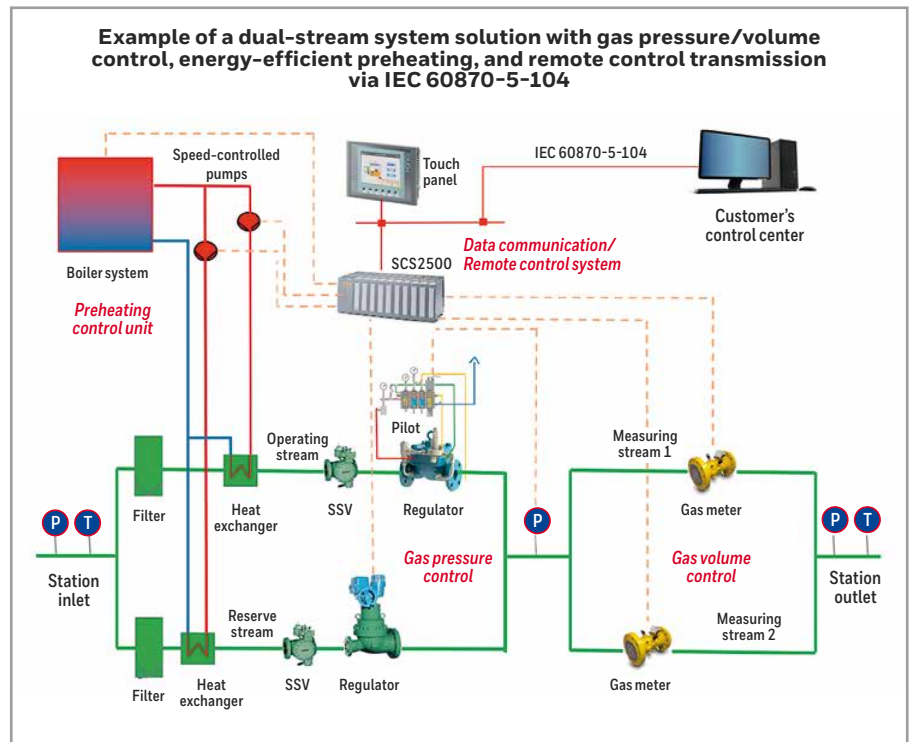 Example of a dual-stream system solution with gas pressure/volume
control, energy-efficient preheating, and remote control transmission
via IEC 60870-5-104
Speed-controlled
pumps
Touch
panel
IEC 60870-5-104
Customer's
control center
Boiler system
SCS2500
Data communication/
Remote control system
Preheating
control unit
Pilot
Operating
stream
Measuring
stream 1
Filter
Heat
exchanger
SSV
Regulator
Gas meter
P
T
P
P
T
Station
inlet
Gas pressure
control
Gas volume
control
Station
outlet
Reserve
stream
Measuring
stream 2
Filter
Heat
exchanger
SSV
Regulator
Gas meter